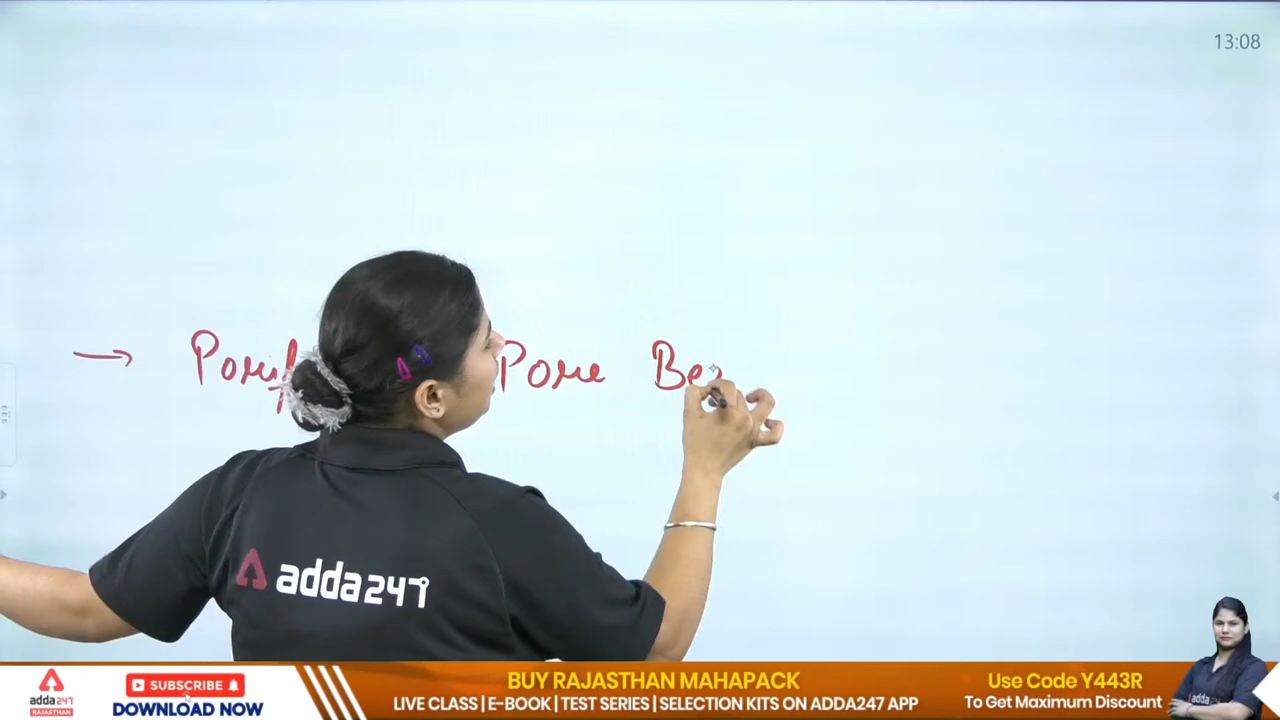 13:08
→ Pore
adda247
adda247
RAJASTHAN
SUBSCRIBE
DOWNLOAD NOW
BUY RAJASTHAN MAHAPACK
LIVE CLASS | E-BOOK | TEST SERIES | SELECTION KITS ON ADDA247 APP
Use Code Y443R
To Get Maximum Discount
adda247